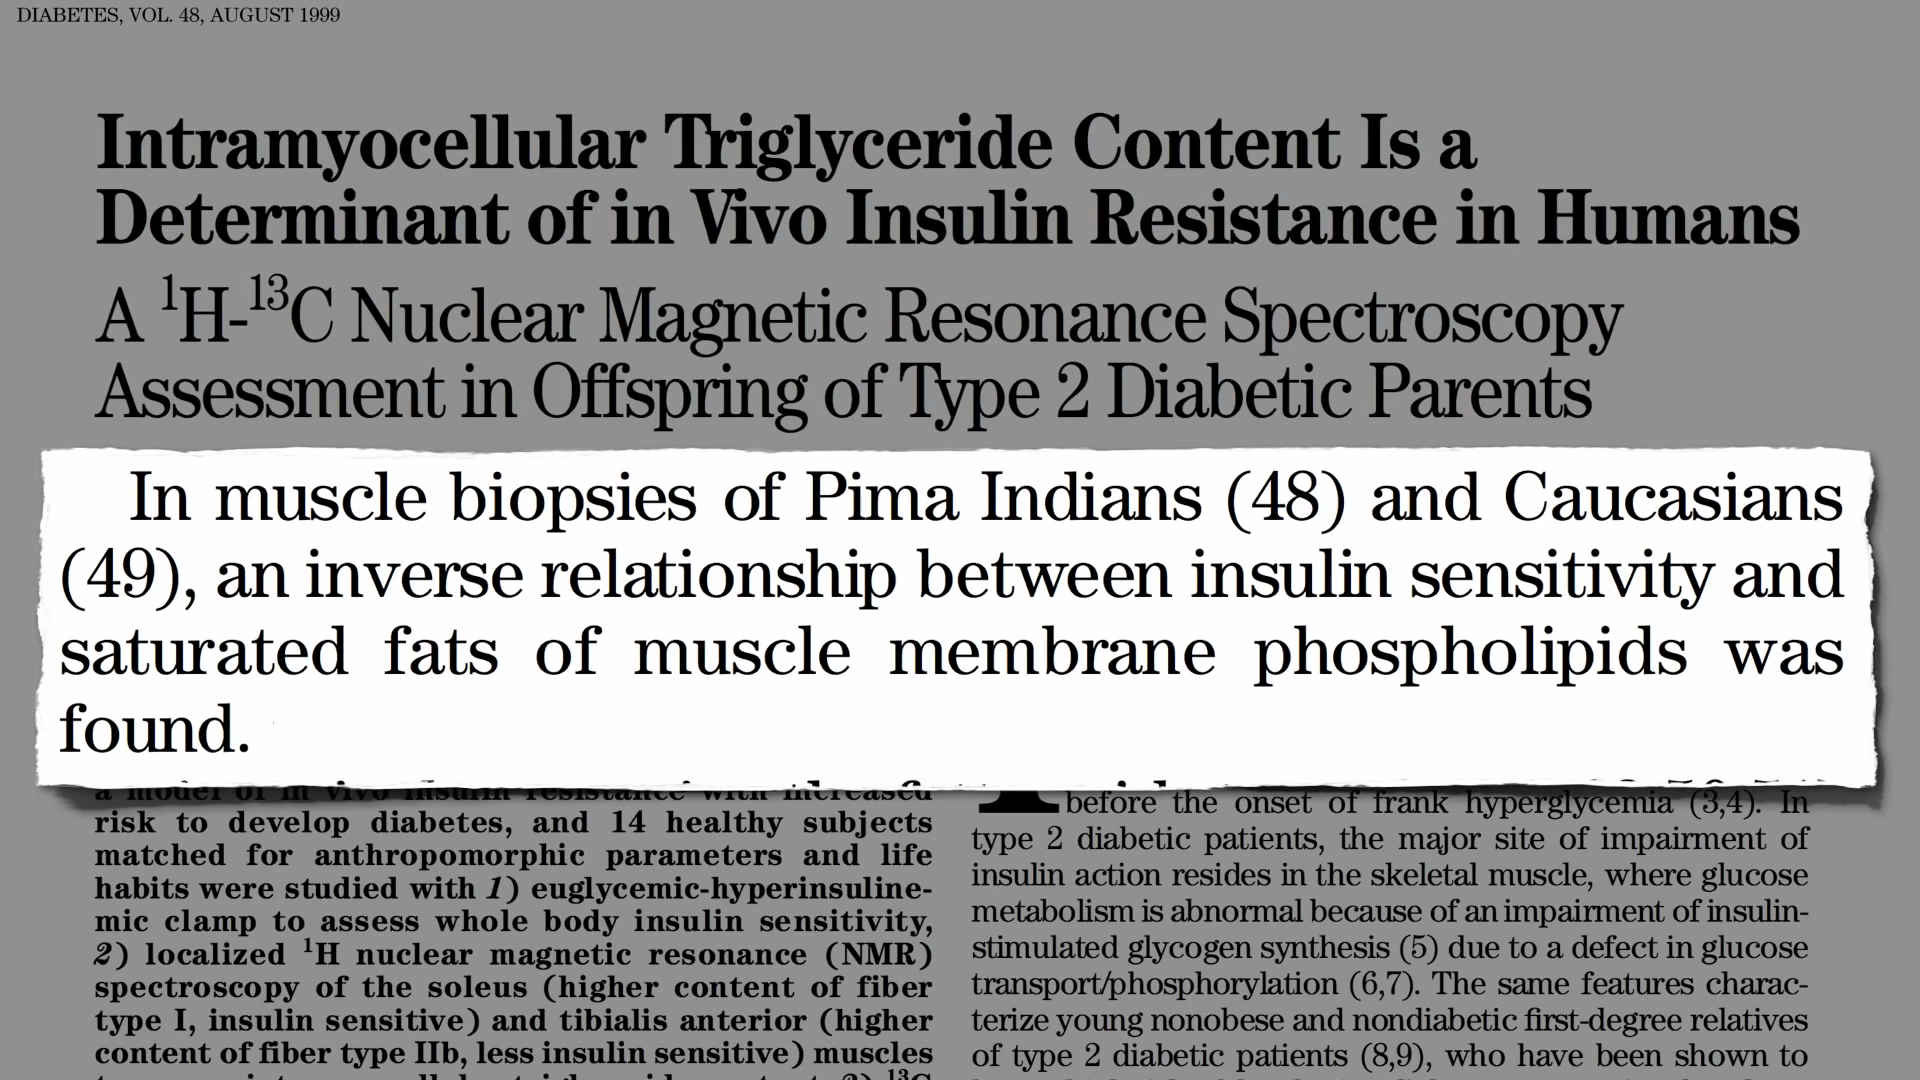 DIABETES, VOL. 48, AUGUST 1999
Intramyocellular Triglyceride Content Is a
Determinant of in Vivo Insulin Resistance in Humans
A ¹H-¹³C Nuclear Magnetic Resonance Spectroscopy
Assessment in Offspring of Type 2 Diabetic Parents
In muscle biopsies of Pima Indians (48) and Caucasians
(49), an inverse relationship between insulin sensitivity and
saturated fats of muscle membrane phospholipids was
found.
a model of in vivo insulin resistance with increased
risk to develop diabetes, and 14 healthy subjects
matched for anthropomorphic parameters and life
habits were studied with 1) euglycemic-hyperinsuline-
mic clamp to assess whole body insulin sensitivity,
2) localized ¹H nuclear magnetic resonance (NMR)
spectroscopy of the soleus (higher content of fiber
type I, insulin sensitive) and tibialis anterior (higher
content of fiber type IIb, less insulin sensitive) muscles
before the onset of frank hyperglycemia (3,4). In
type 2 diabetic patients, the major site of impairment of
insulin action resides in the skeletal muscle, where glucose
metabolism is abnormal because of an impairment of insulin-
stimulated glycogen synthesis (5) due to a defect in glucose
transport/phosphorylation (6,7). The same features charac-
terize young nonobese and nondiabetic first-degree relatives
of type 2 diabetic patients (8,9), who have been shown to